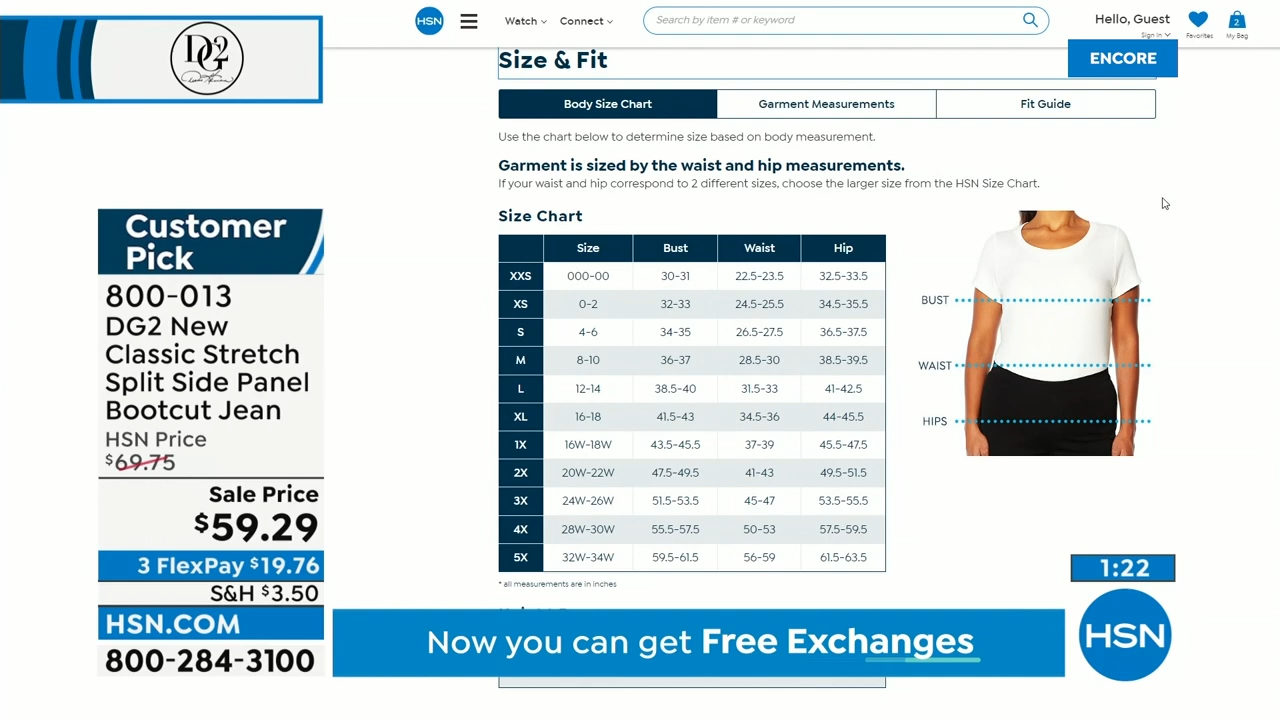 DG2
HSN
Watch
Connect
Search by item # or keyword
Hello, Guest
Sign in
Favorites
2
My Bag
ENCORE
Size & Fit
Body Size Chart Garment Measurements Fit Guide
Use the chart below to determine size based on body measurement.
Garment is sized by the waist and hip measurements.
If your waist and hip correspond to 2 different sizes, choose the larger size from the HSN Size Chart.
Size Chart
Size Bust Waist Hip
XXS 000-00 30-31 22.5-23.5 32.5-33.5
XS 0-2 32-33 24.5-25.5 34.5-35.5
S 4-6 34-35 26.5-27.5 36.5-37.5
M 8-10 36-37 28.5-30 38.5-39.5
L 12-14 38.5-40 31.5-33 41-42.5
XL 16-18 41.5-43 34.5-36 44-45.5
1X 16W-18W 43.5-45.5 37-39 45.5-47.5
2X 20W-22W 47.5-49.5 41-43 49.5-51.5
3X 24W-26W 51.5-53.5 45-47 53.5-55.5
4X 28W-30W 55.5-57.5 50-53 57.5-59.5
5X 32W-34W 59.5-61.5 56-59 61.5-63.5
* all measurements are in inches
BUST
WAIST
HIPS
Customer
Pick
800-013
DG2 New
Classic Stretch
Split Side Panel
Bootcut Jean
HSN Price
$69.75
Sale Price
$59.29
3 FlexPay $19.76
S&H $3.50
HSN.COM
800-284-3100
Now you can get Free Exchanges
1:22
HSN